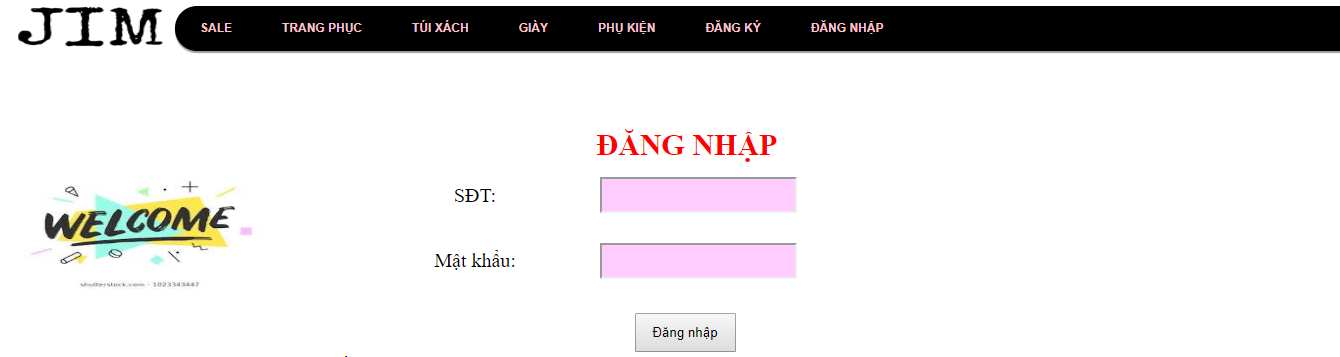 JIM
SALE TRANG PHỤC TÚI XÁCH GIÀY PHỤ KIỆN ĐĂNG KÝ ĐĂNG NHẬP
ĐĂNG NHẬP
SĐT:
WELCOME
Mật khẩu:
shutterstock.com · 1023343447
Đăng nhập